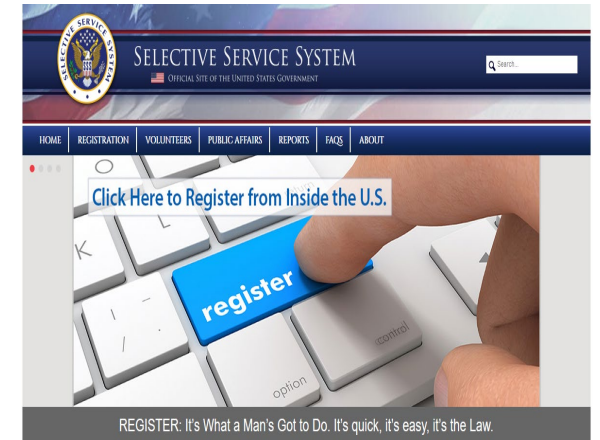 SELECTIVE SERVICE SYSTEM
SELECTIVE SERVICE SYSTEM
OFFICIAL SITE OF THE UNITED STATES GOVERNMENT
Search...
HOME REGISTRATION VOLUNTEERS PUBLIC AFFAIRS REPORTS FAQS ABOUT
Click Here to Register from Inside the U.S.
O
L
K
register
control
option
REGISTER: It's What a Man's Got to Do. It's quick, it's easy, it's the Law.